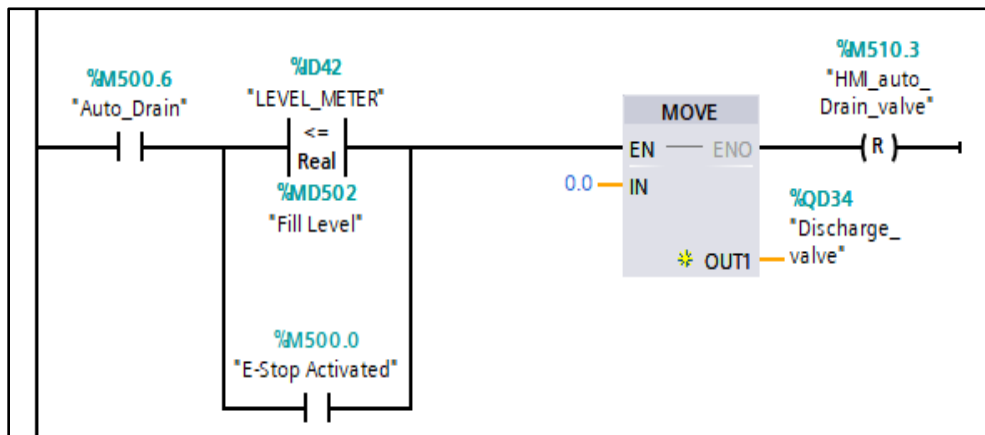 %M500.6
"Auto_Drain"
%ID42
"LEVEL_METER"
<=
Real
%MD502
"Fill Level"
%M500.0
"E-Stop Activated"
MOVE
EN
ENO
0.0
IN
OUT1
%M510.3
"HMI_auto_
Drain_valve"
R
%QD34
"Discharge_
valve"